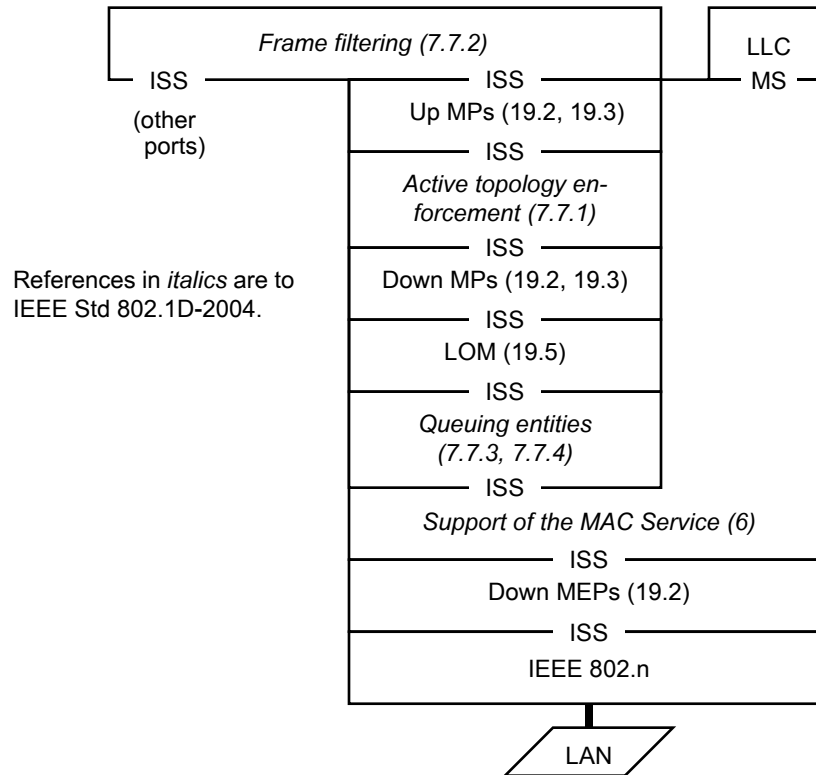 Frame filtering (7.7.2)
LLC
ISS
ISS
MS
(other
ports)
Up MPs (19.2, 19.3)
ISS
Active topology en-
forcement (7.7.1)
ISS
References in italics are to
IEEE Std 802.1D-2004.
Down MPs (19.2, 19.3)
ISS
LOM (19.5)
ISS
Queuing entities
(7.7.3, 7.7.4)
ISS
Support of the MAC Service (6)
ISS
Down MEPs (19.2)
ISS
IEEE 802.n
LAN